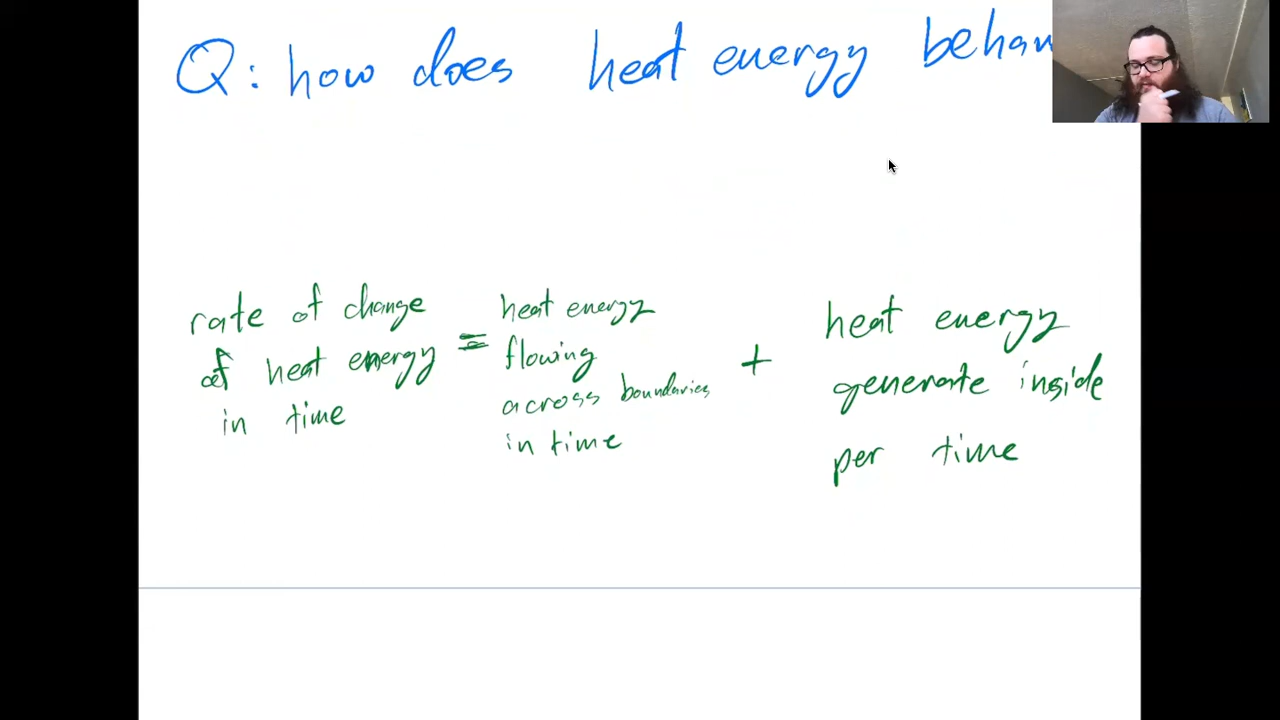 Q: how does heat energy behav
rate of change
of heat energy
in time
=
heat energy
flowing
across boundaries
in time
+
heat energy
generate inside
per time